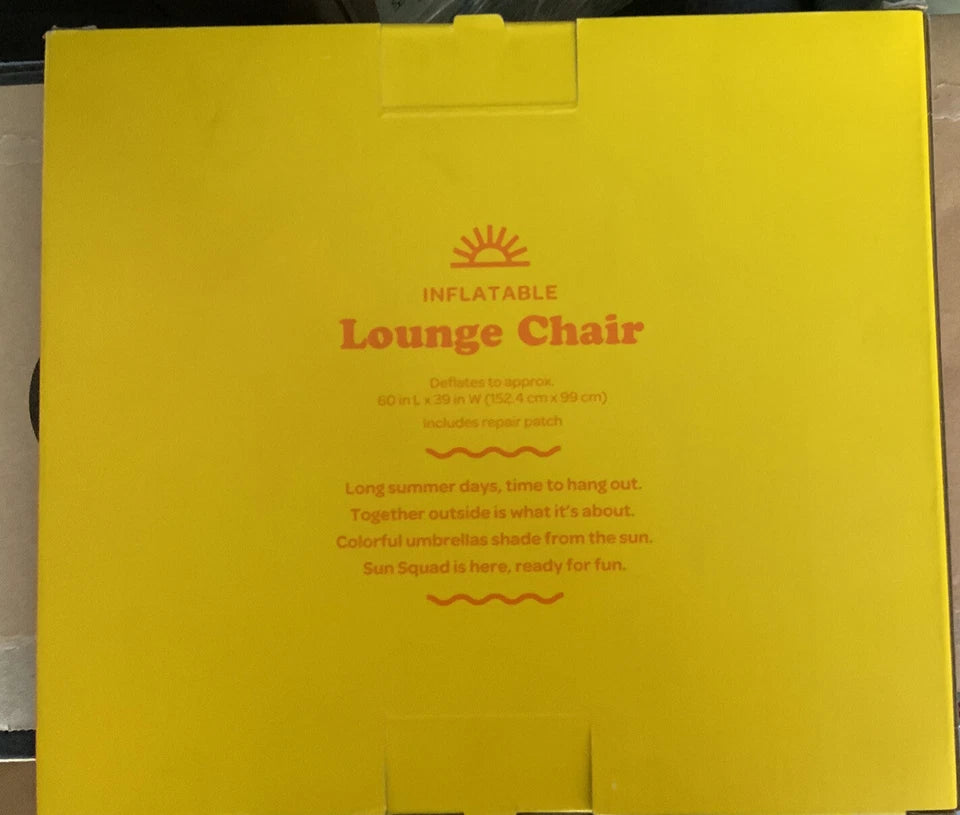 INFLATABLE
Lounge Chair
Deflates to approx.
60 in L x 39 in W (152.4 cm x 99 cm)
Includes repair patch
Long summer days, time to hang out.
Together outside is what it's about.
Colorful umbrellas shade from the sun.
Sun Squad is here, ready for fun.